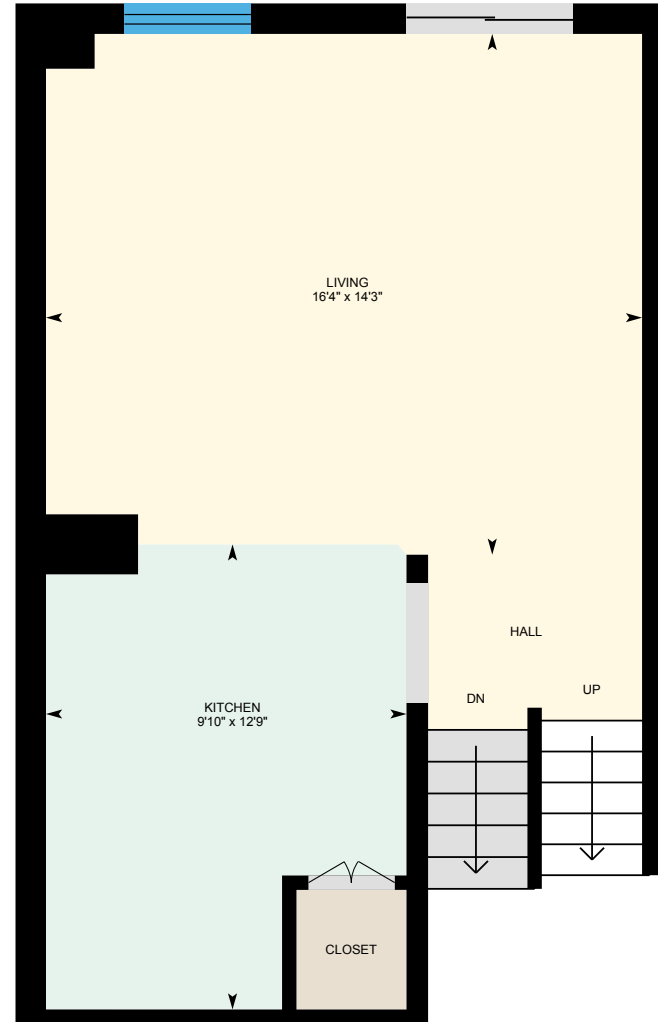 LIVING
16'4" x 14'3"
HALL
DN
UP
KITCHEN
9'10" x 12'9"
CLOSET